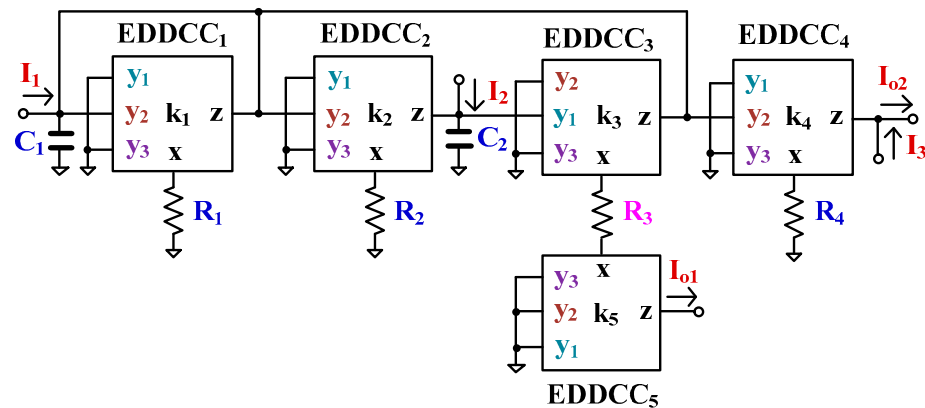 EDDCC₁
EDDCC₂
EDDCC₃
EDDCC₄
I₁
C₁
y₁
y₂
y₃
k₁
z
x
R₁
y₁
y₂
y₃
k₂
z
x
R₂
I₂
C₂
y₂
y₁
y₃
k₃
z
x
R₃
y₁
y₂
y₃
k₄
z
x
R₄
Iₒ₂
I₃
x
y₃
y₂
y₁
k₅
z
Iₒ₁
EDDCC₅